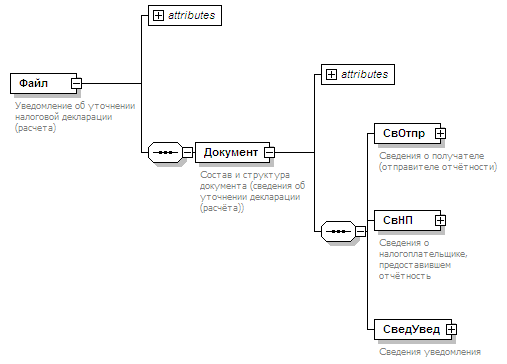 attributes
Файл
Уведомление об уточнении
налоговой декларации
(расчета)
Документ
Состав и структура
документа (сведения об
уточнении декларации
(расчёта))
attributes
СвОтпр
Сведения о получателе
(отправителе отчётности)
СвНП
Сведения о
налогоплательщике,
предоставившем
отчётность
СведУвед
Сведения уведомления